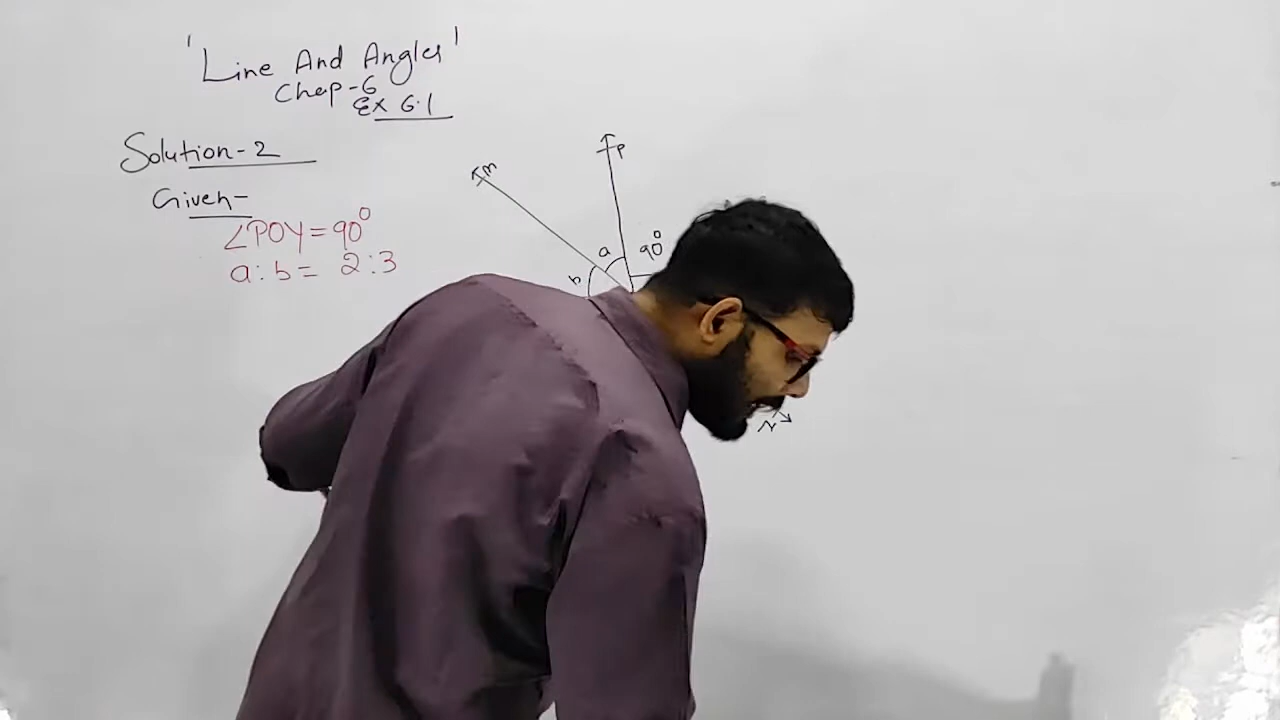 'Line And Angles'
Chap-6
Ex 6.1
Solution-2
Given-
∠POY=90°
a:b= 2:3
m
p
a
90°
b
N